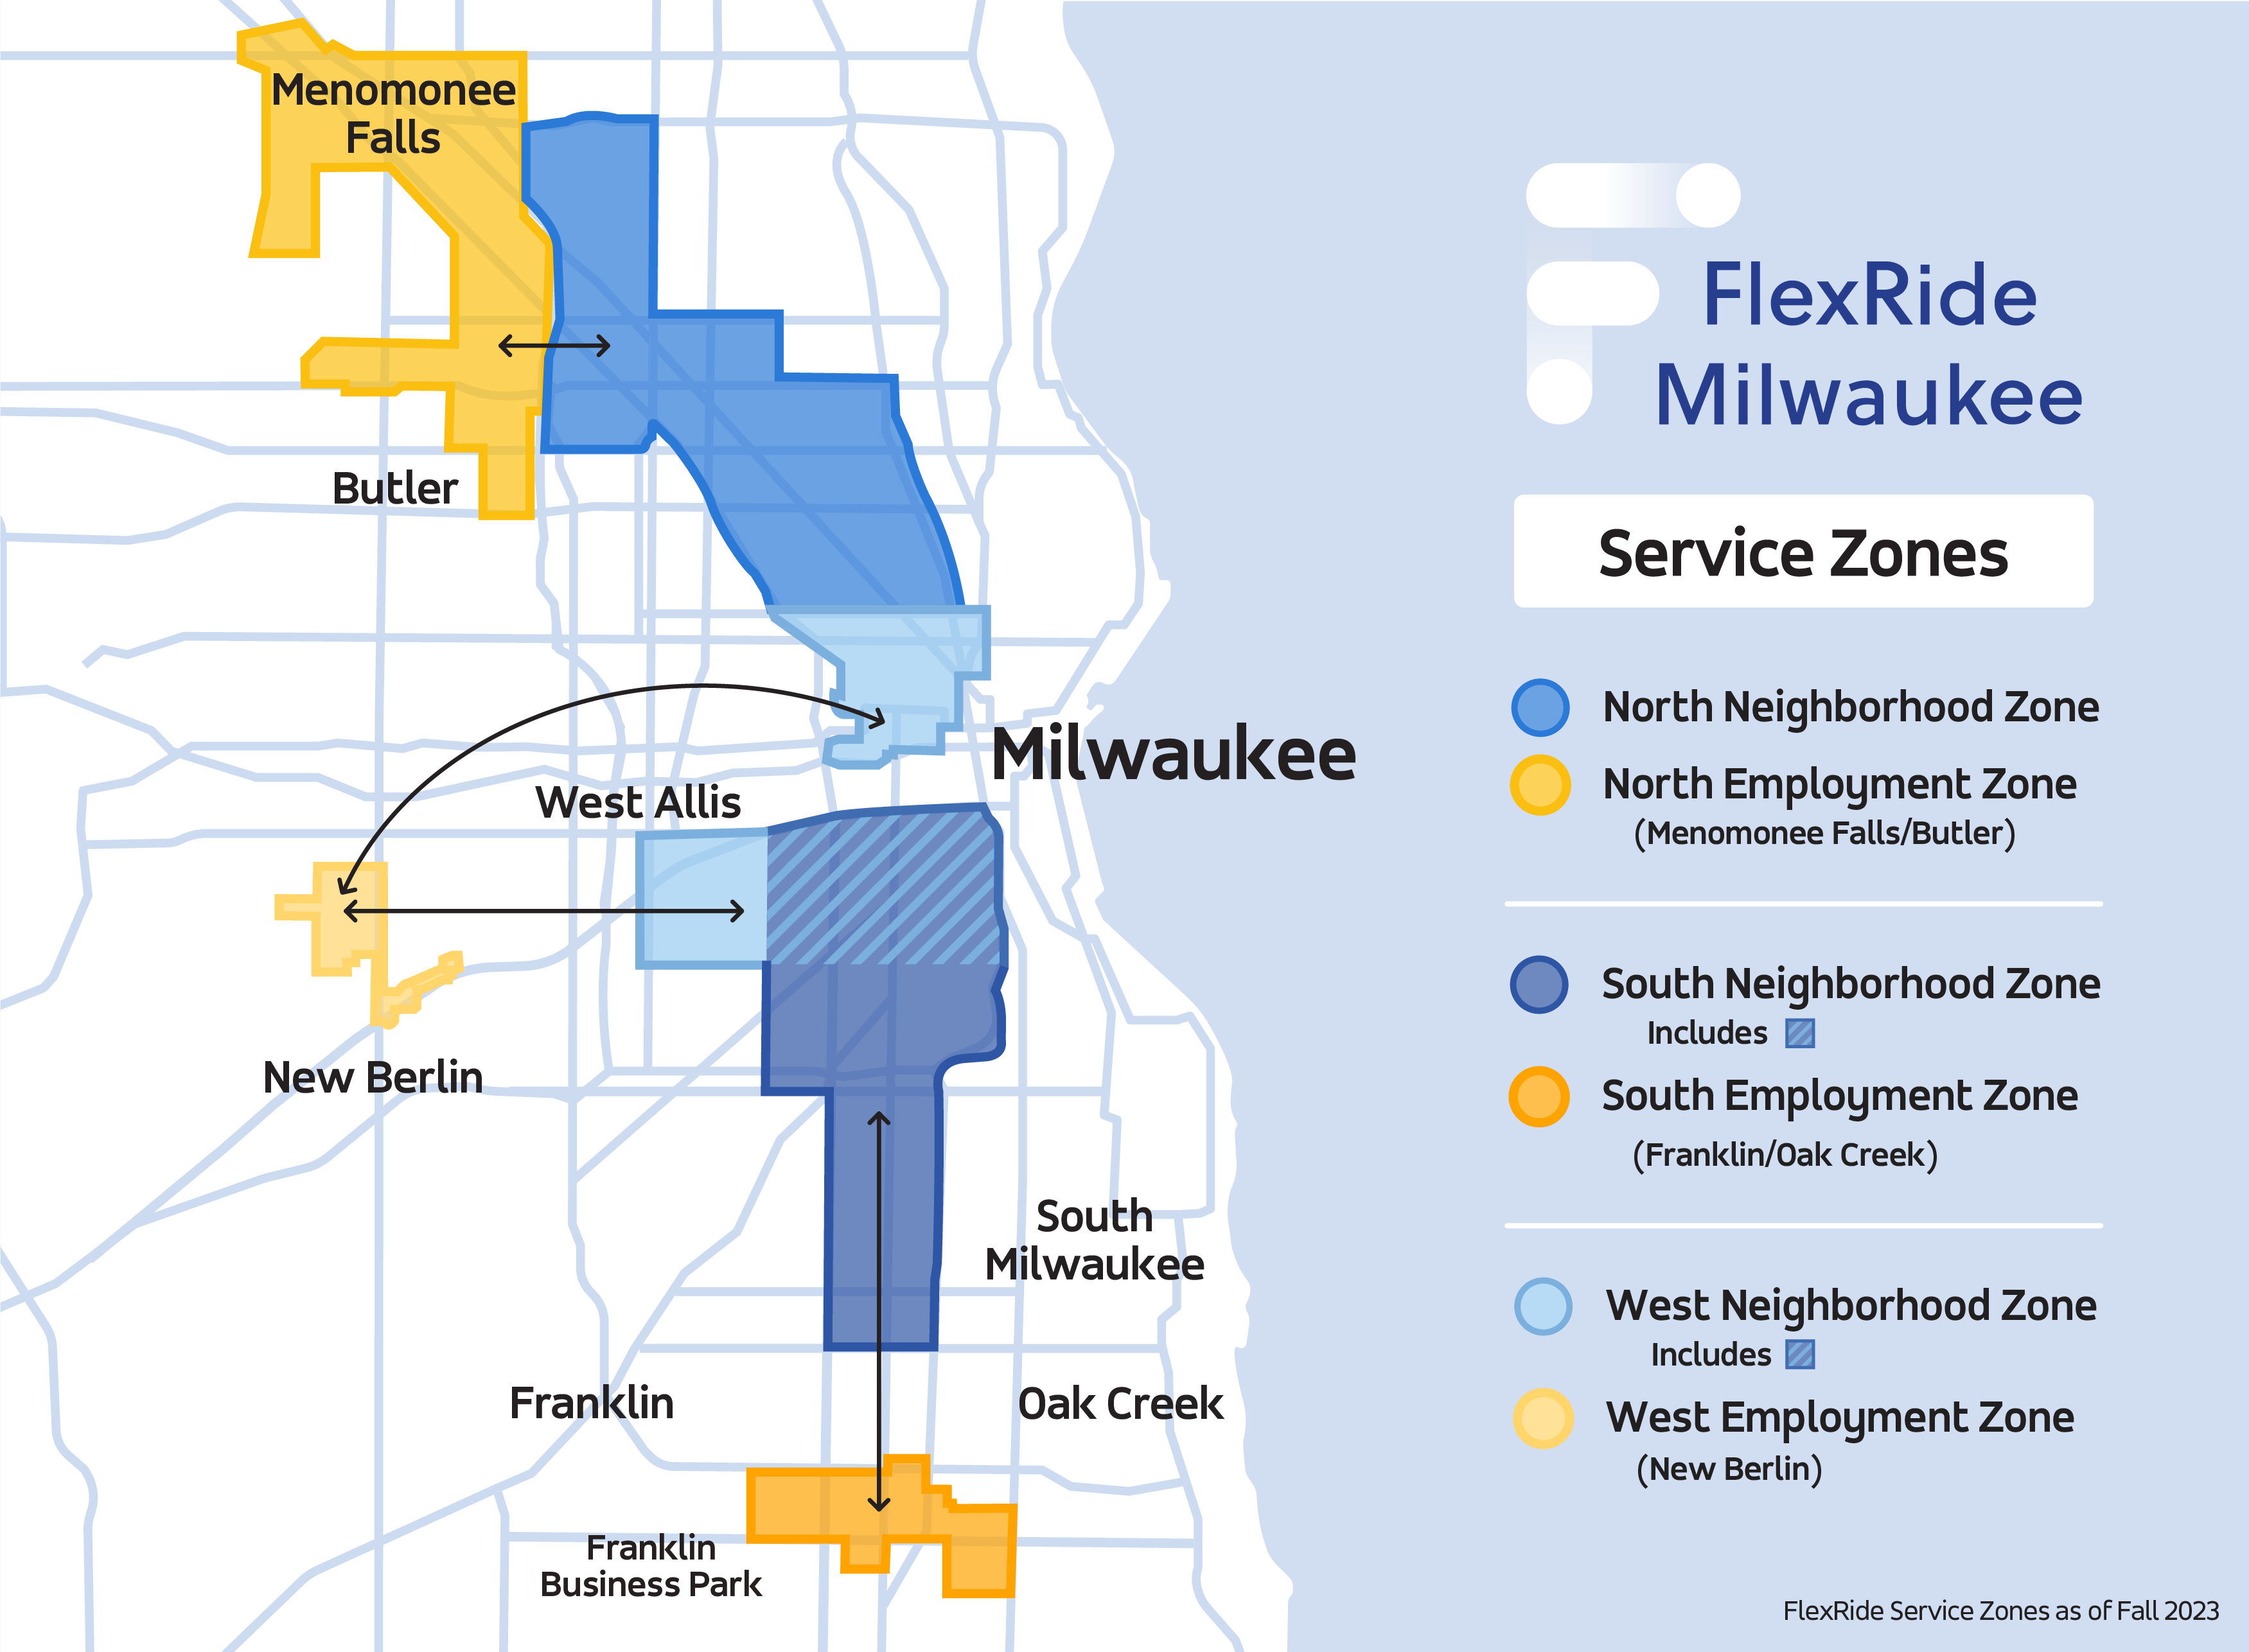 Menomonee
Falls
Butler
Milwaukee
West Allis
New Berlin
South
Milwaukee
Franklin
Oak Creek
Franklin
Business Park
FlexRide
Milwaukee
Service Zones
North Neighborhood Zone
North Employment Zone
(Menomonee Falls/Butler)
South Neighborhood Zone
Includes
South Employment Zone
(Franklin/Oak Creek)
West Neighborhood Zone
Includes
West Employment Zone
(New Berlin)
FlexRide Service Zones as of Fall 2023